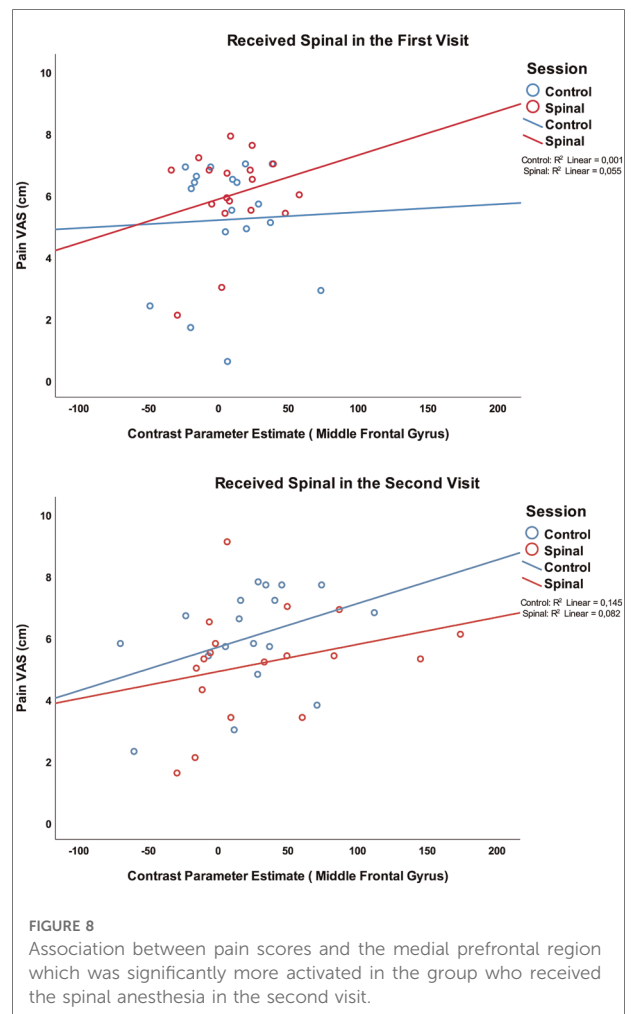 Received Spinal in the First Visit
Session
Control
Spinal
Control
Spinal
Control: R² Linear = 0,001
Spinal: R² Linear = 0,055
10
8
6
4
2
0
Pain VAS (cm)
-100 -50 0 50 100 150 200
Contrast Parameter Estimate ( Middle Frontal Gyrus)
Received Spinal in the Second Visit
Session
Control
Spinal
Control
Spinal
Control: R² Linear = 0,145
Spinal: R² Linear = 0,082
10
8
6
4
2
0
Pain VAS (cm)
-100 -50 0 50 100 150 200
Contrast Parameter Estimate ( Middle Frontal Gyrus)
FIGURE 8
Association between pain scores and the medial prefrontal region
which was significantly more activated in the group who received
the spinal anesthesia in the second visit.